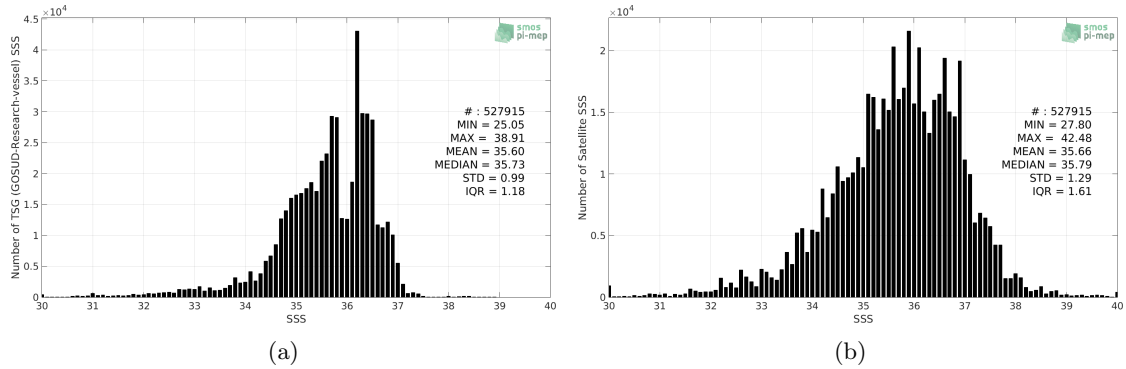 ×10⁴
4.5
4
3.5
3
2.5
2
1.5
1
0.5
0
Number of TSG (GOSUD-Research-vessel) SSS
smos
pi-mep
# : 527915
MIN = 25.05
MAX = 38.91
MEAN = 35.60
MEDIAN = 35.73
STD = 0.99
IQR = 1.18
30 31 32 33 34 35 36 37 38 39 40
SSS
(a)
×10⁴
2
1.5
1
0.5
0
Number of Satellite SSS
smos
pi-mep
# : 527915
MIN = 27.80
MAX = 42.48
MEAN = 35.66
MEDIAN = 35.79
STD = 1.29
IQR = 1.61
30 31 32 33 34 35 36 37 38 39 40
SSS
(b)